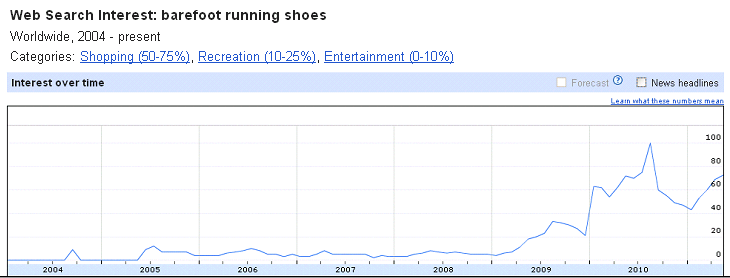 Web Search Interest: barefoot running shoes
Worldwide, 2004 - present
Categories: Shopping (50-75%), Recreation (10-25%), Entertainment (0-10%)
Interest over time Forecast ? News headlines
Learn what these numbers mean
100
80
60
40
20
0
2004 2005 2006 2007 2008 2009 2010